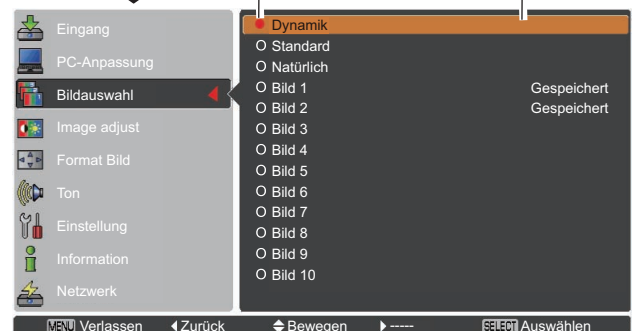 Eingang
PC-Anpassung
Bildauswahl
Image adjust
Format Bild
Ton
Einstellung
Information
Netzwerk
Dynamik
Standard
Natürlich
Bild 1 Gespeichert
Bild 2 Gespeichert
Bild 3
Bild 4
Bild 5
Bild 6
Bild 7
Bild 8
Bild 9
Bild 10
MENU Verlassen Zurück Bewegen ----- SELECT Auswählen